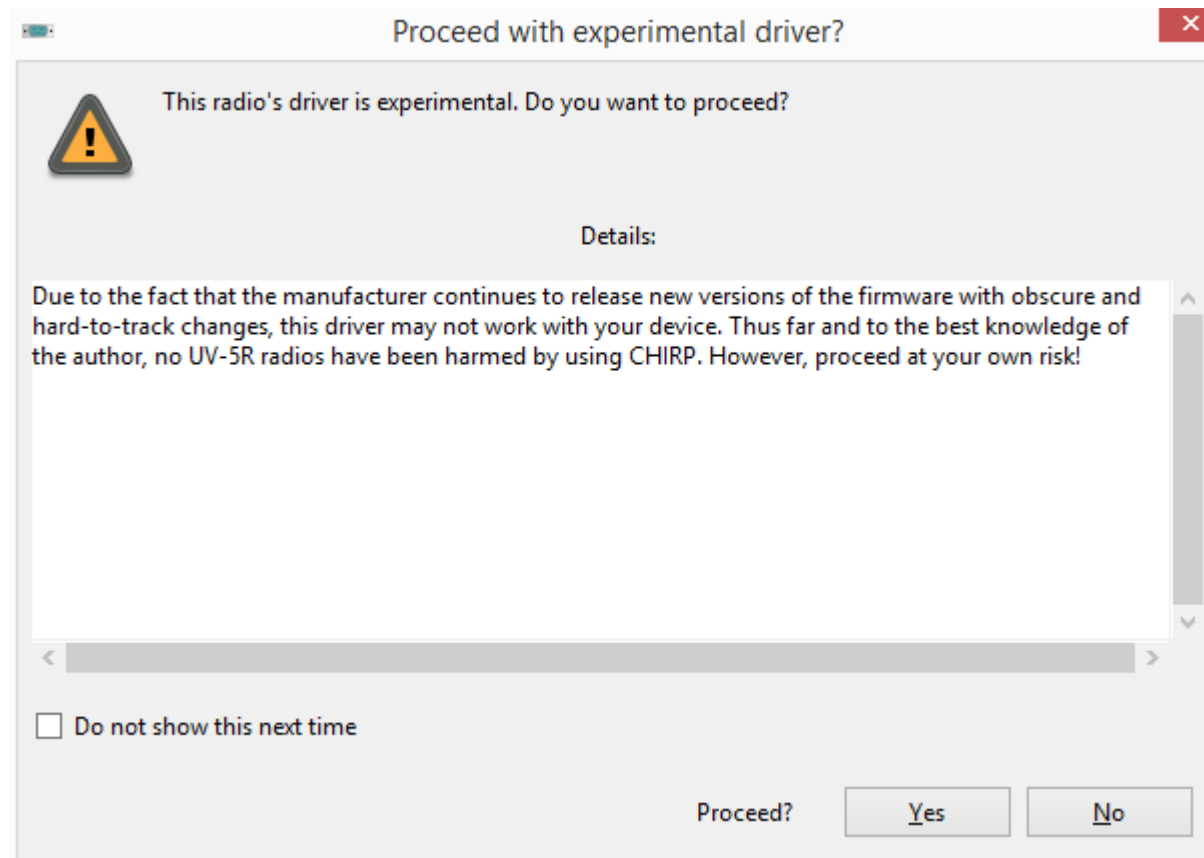 Proceed with experimental driver?
This radio's driver is experimental. Do you want to proceed?
Details:
Due to the fact that the manufacturer continues to release new versions of the firmware with obscure and
hard-to-track changes, this driver may not work with your device. Thus far and to the best knowledge of
the author, no UV-5R radios have been harmed by using CHIRP. However, proceed at your own risk!
Do not show this next time
Proceed? Yes No